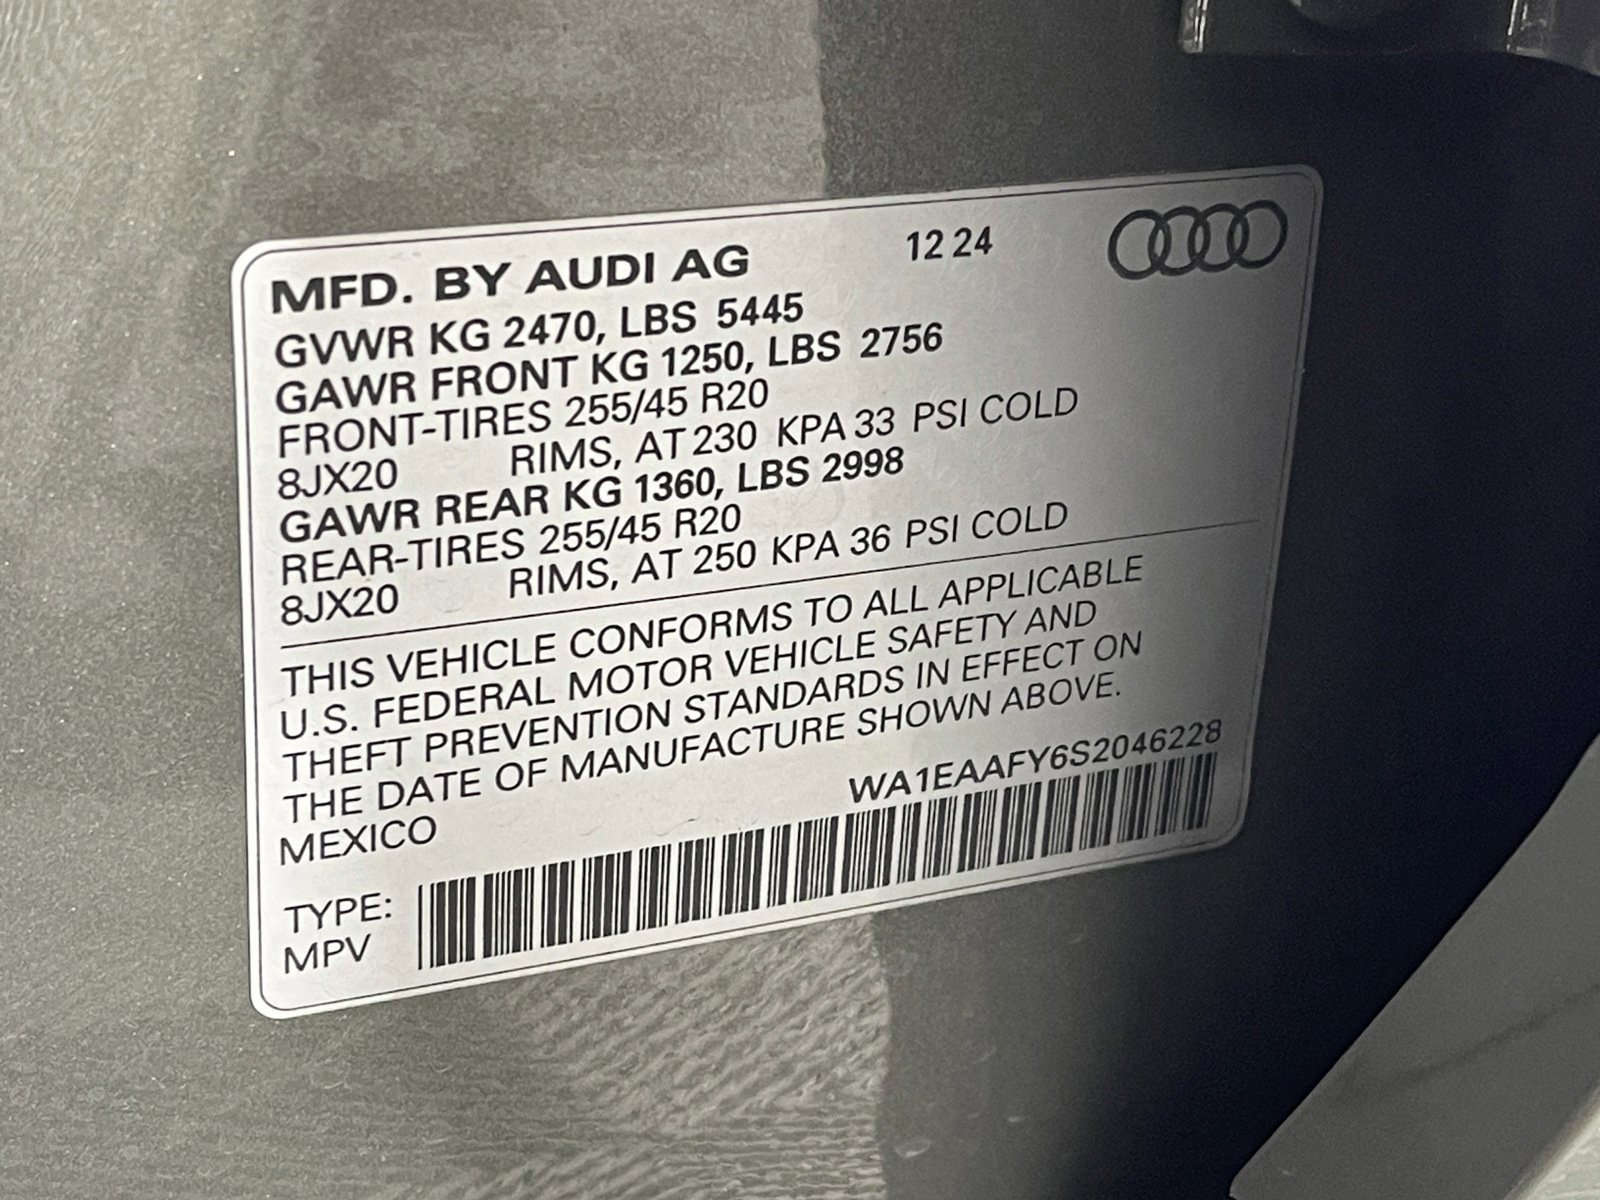 MFD. BY AUDI AG 12 24
GVWR KG 2470, LBS 5445
GAWR FRONT KG 1250, LBS 2756
FRONT-TIRES 255/45 R20
8JX20 RIMS, AT 230 KPA 33 PSI COLD
GAWR REAR KG 1360, LBS 2998
REAR-TIRES 255/45 R20
8JX20 RIMS, AT 250 KPA 36 PSI COLD
THIS VEHICLE CONFORMS TO ALL APPLICABLE
U.S. FEDERAL MOTOR VEHICLE SAFETY AND
THEFT PREVENTION STANDARDS IN EFFECT ON
THE DATE OF MANUFACTURE SHOWN ABOVE.
MEXICO WA1EAAFY6S2046228
TYPE:
MPV